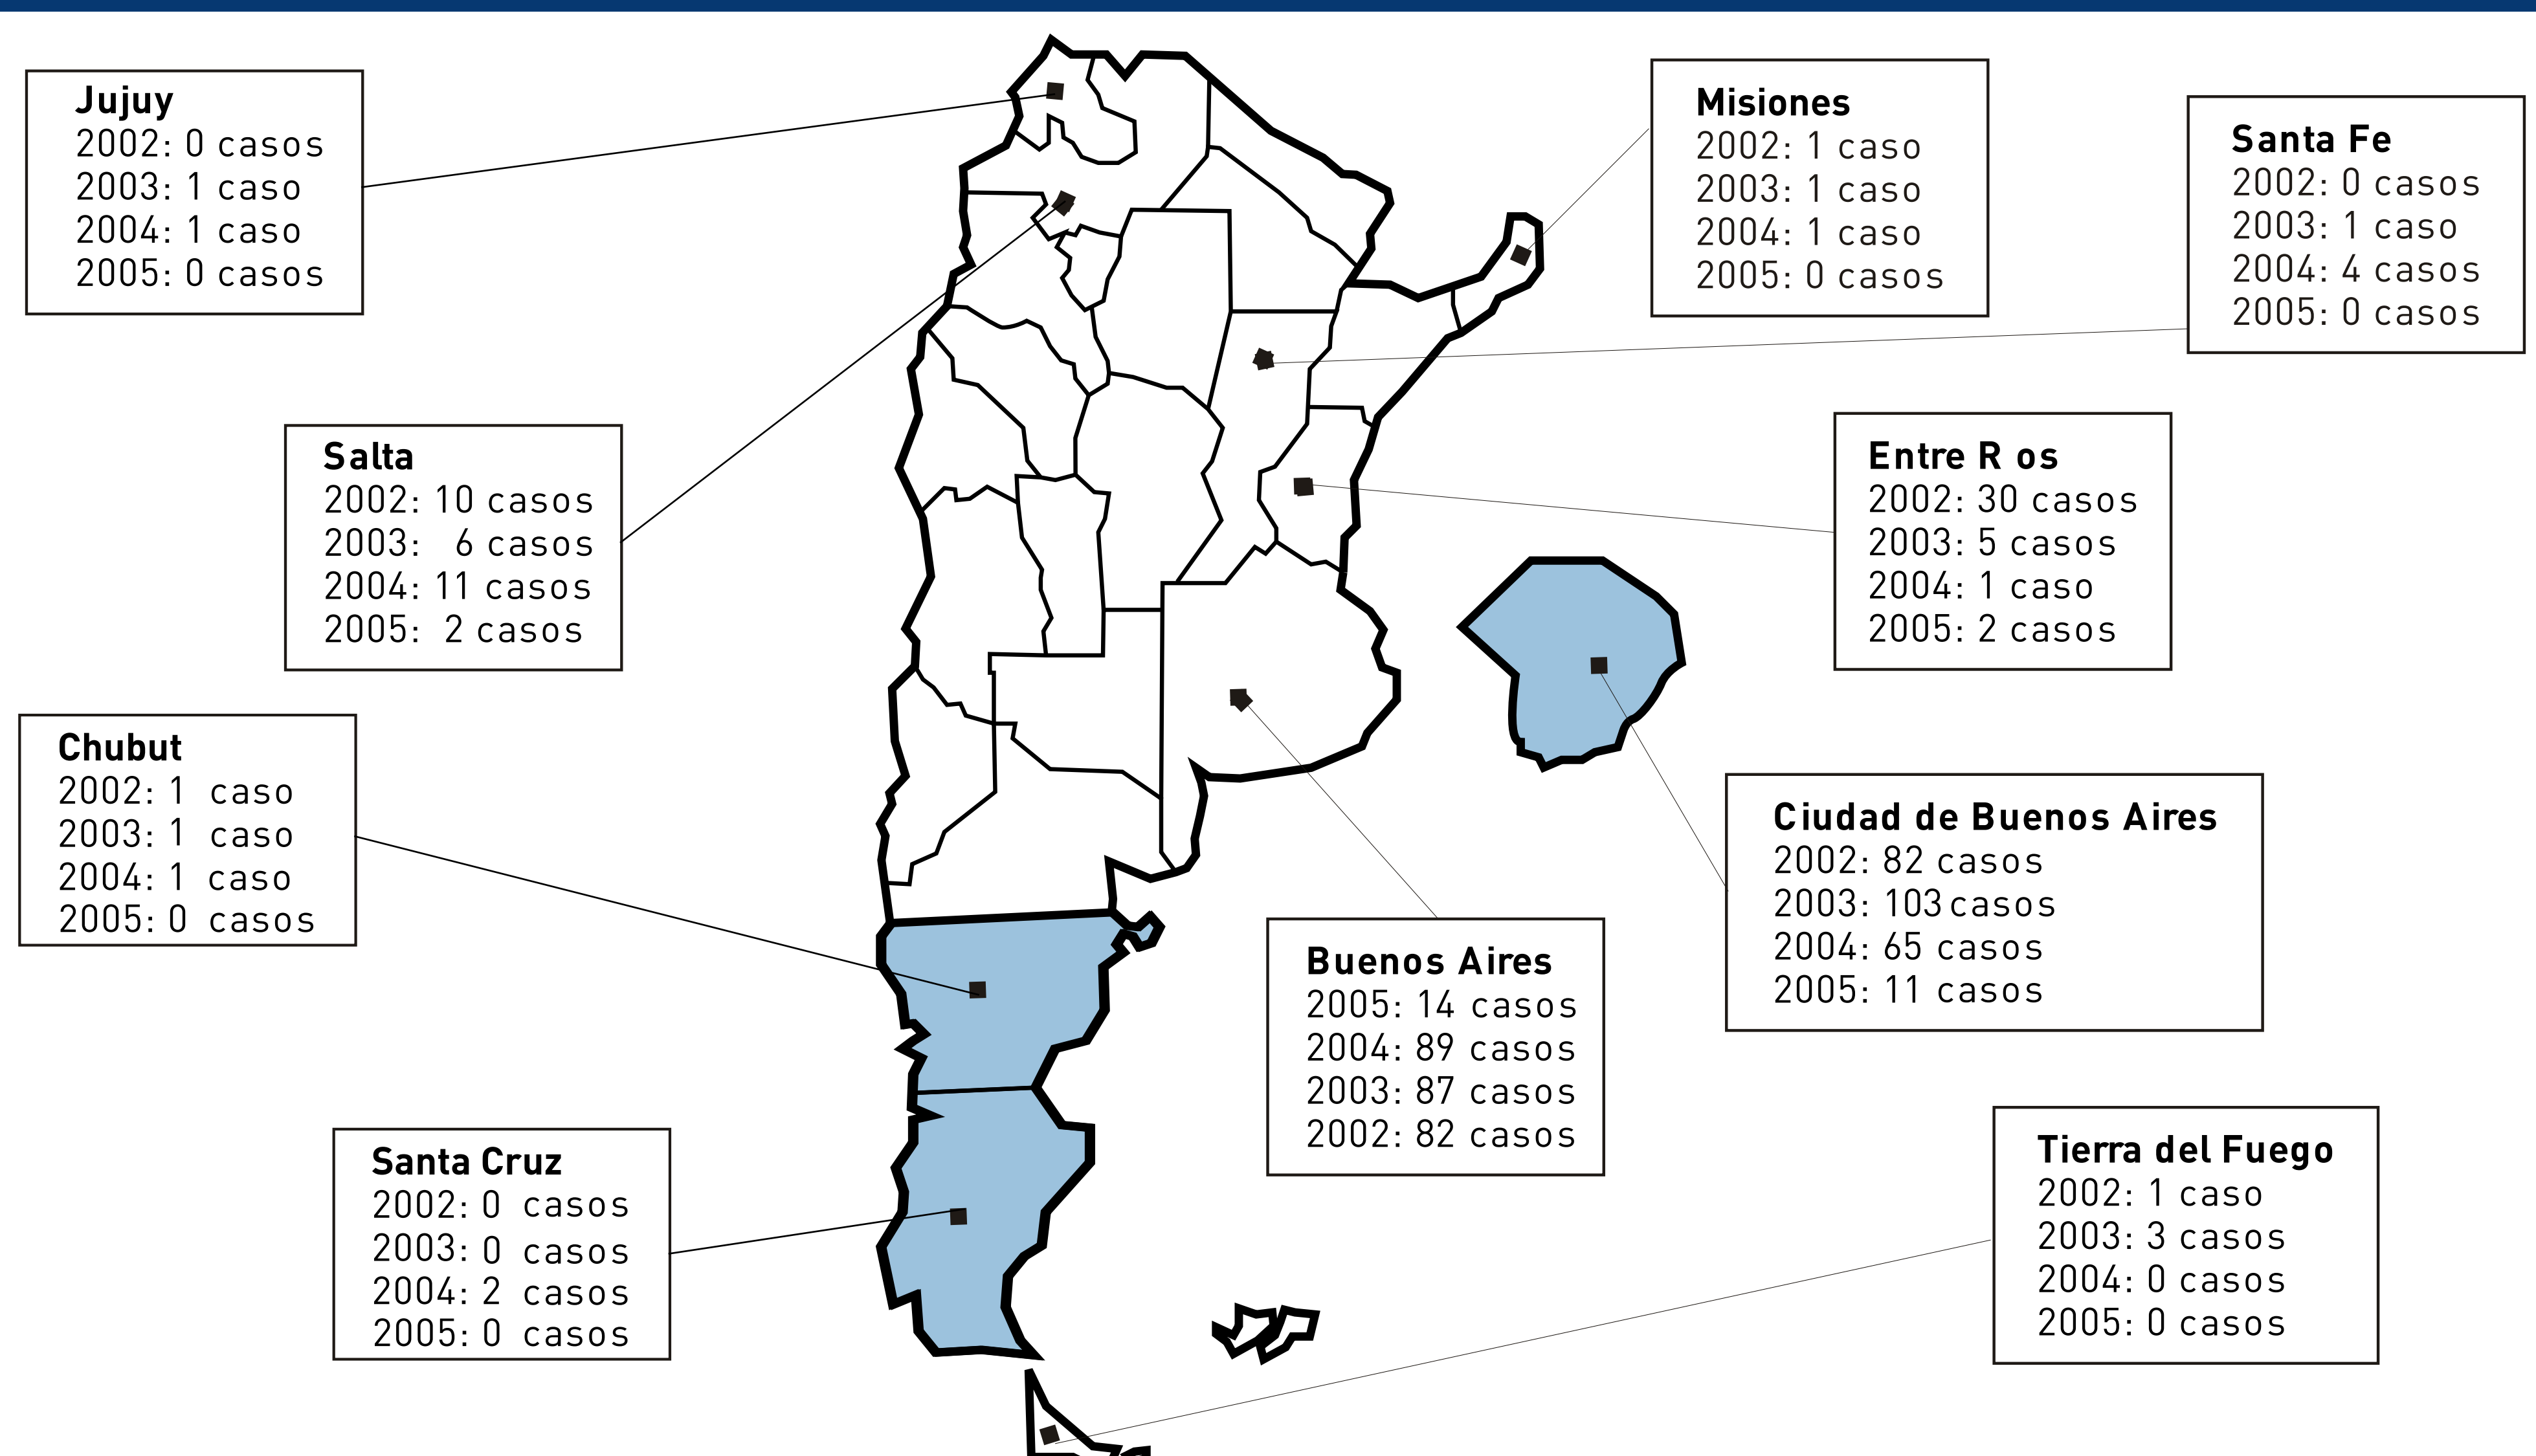 Jujuy
2002: 0 casos
2003: 1 caso
2004: 1 caso
2005: 0 casos
Misiones
2002: 1 caso
2003: 1 caso
2004: 1 caso
2005: 0 casos
Santa Fe
2002: 0 casos
2003: 1 caso
2004: 4 casos
2005: 0 casos
Salta
2002: 10 casos
2003: 6 casos
2004: 11 casos
2005: 2 casos
Entre R os
2002: 30 casos
2003: 5 casos
2004: 1 caso
2005: 2 casos
Chubut
2002: 1 caso
2003: 1 caso
2004: 1 caso
2005: 0 casos
Ciudad de Buenos Aires
2002: 82 casos
2003: 103 casos
2004: 65 casos
2005: 11 casos
Buenos Aires
2005: 14 casos
2004: 89 casos
2003: 87 casos
2002: 82 casos
Santa Cruz
2002: 0 casos
2003: 0 casos
2004: 2 casos
2005: 0 casos
Tierra del Fuego
2002: 1 caso
2003: 3 casos
2004: 0 casos
2005: 0 casos